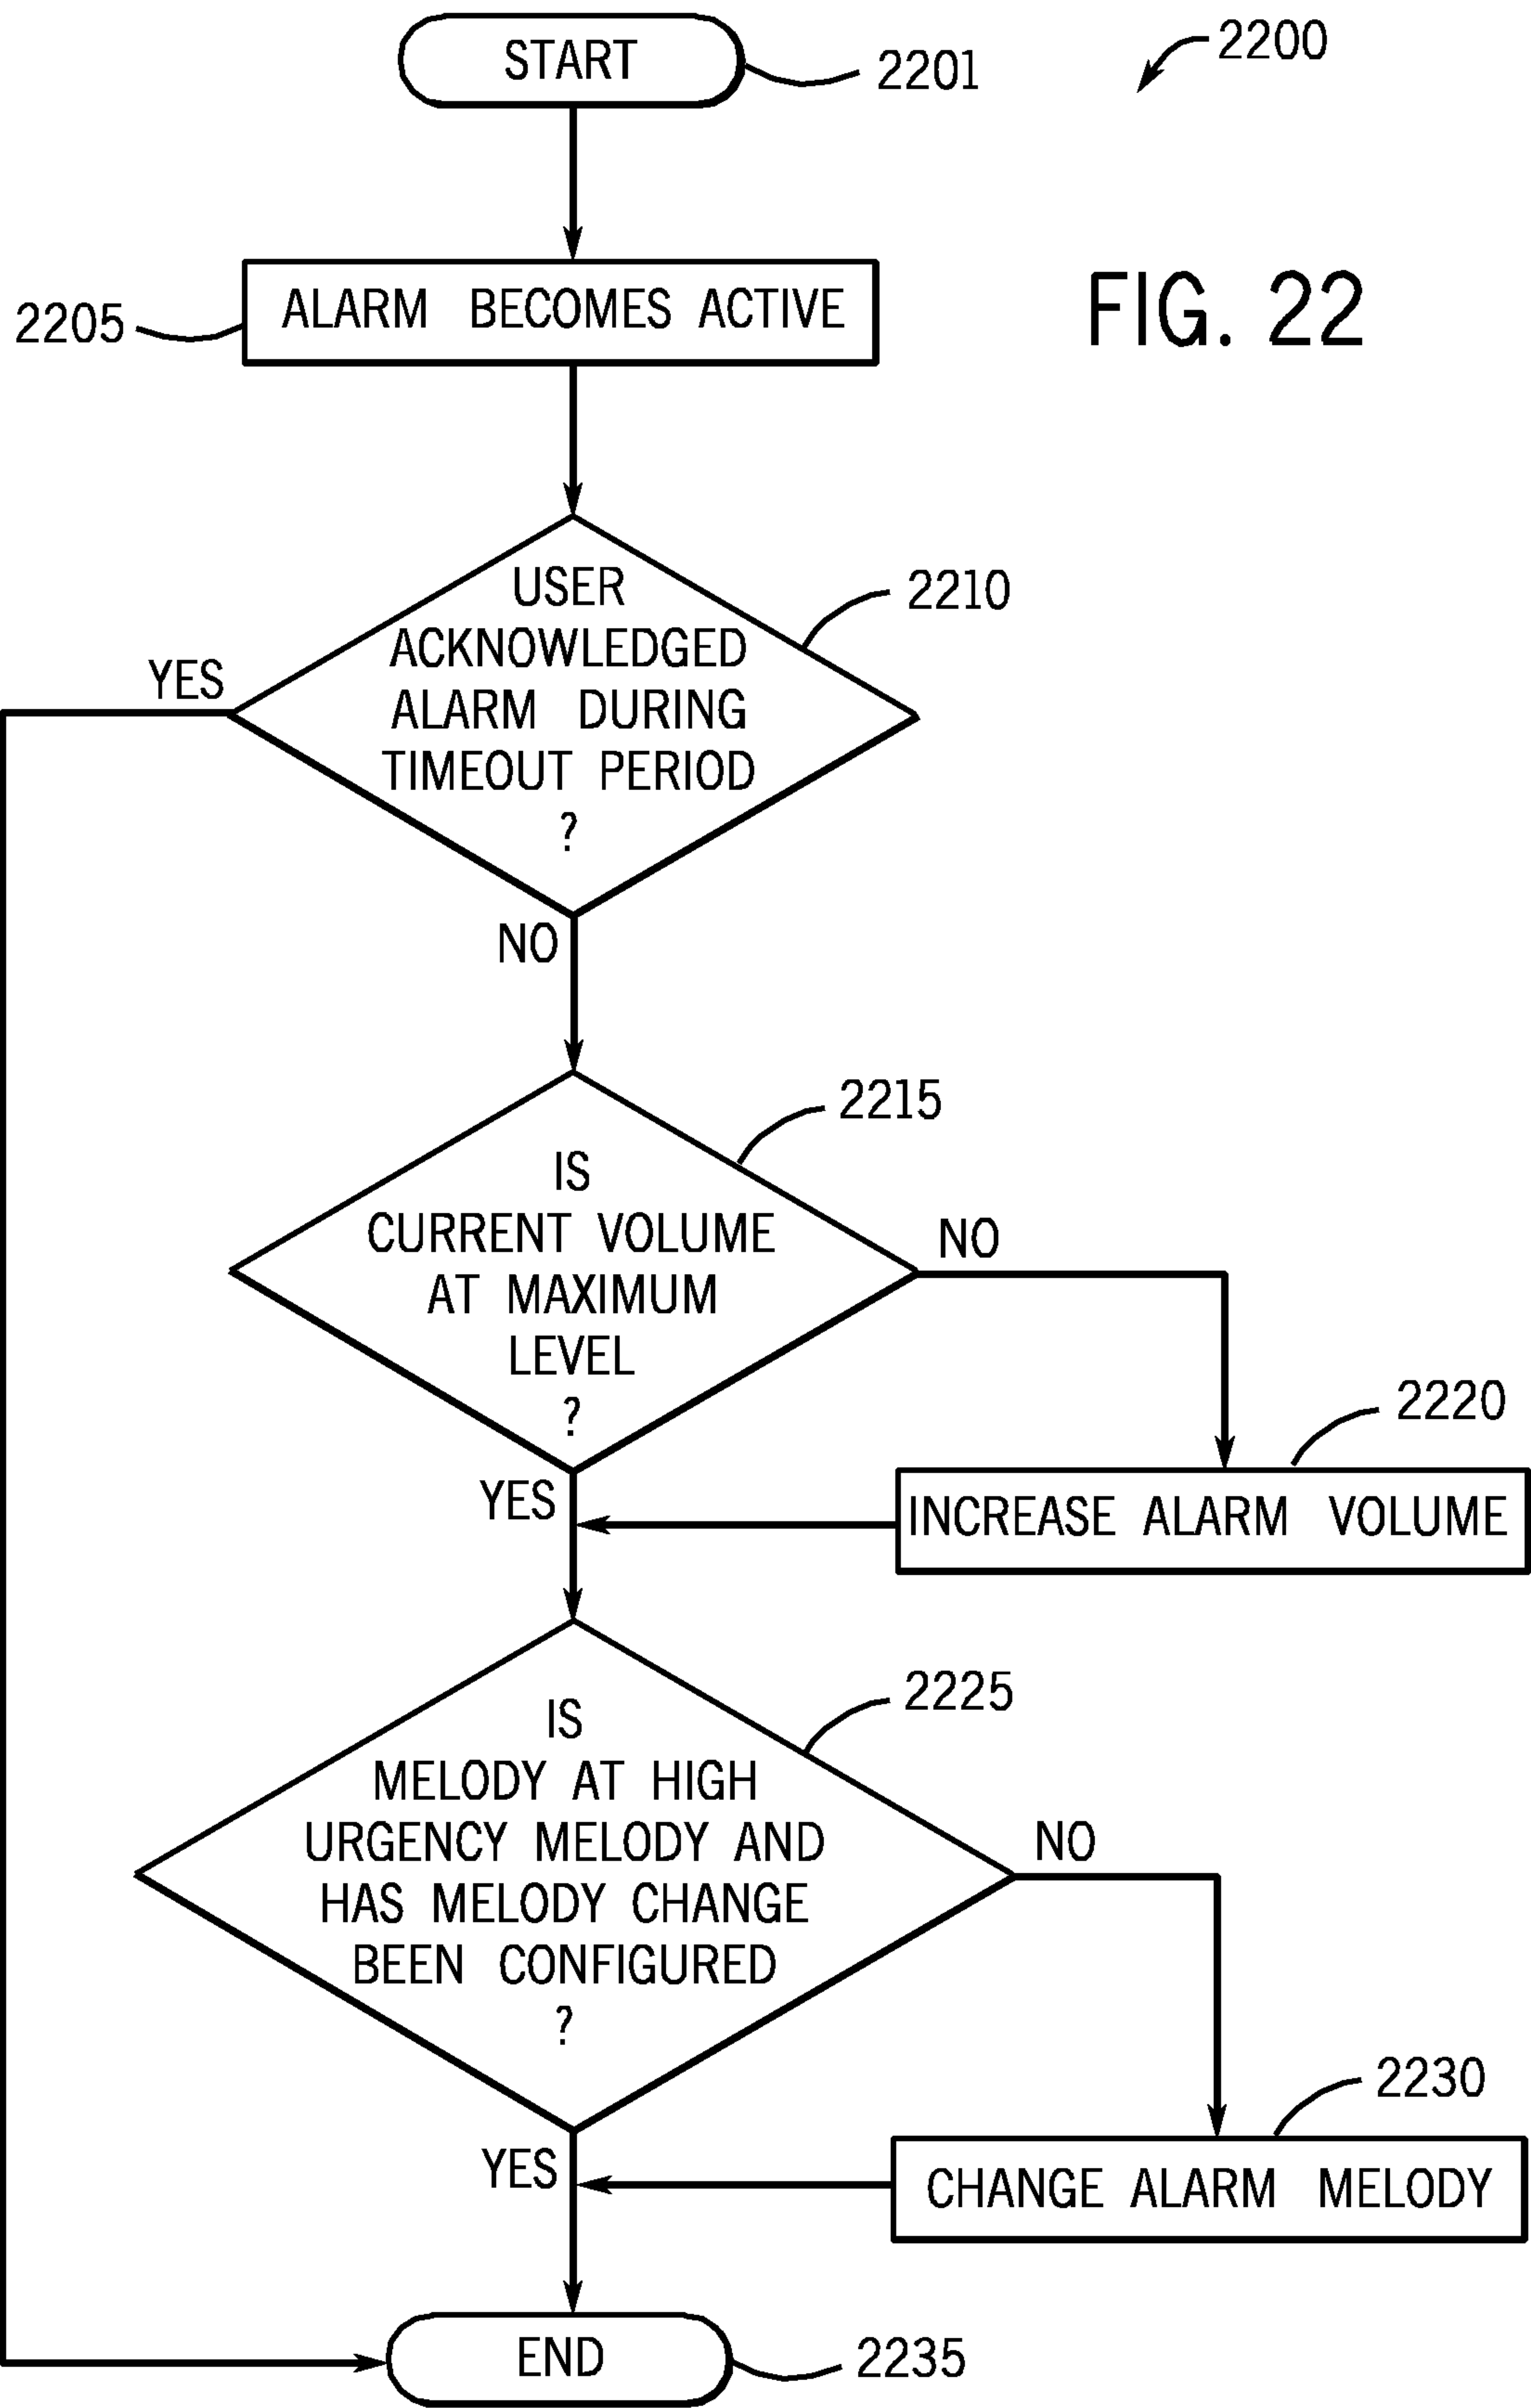 START
2201
2200
FIG. 22
2205
ALARM BECOMES ACTIVE
2210
USER
ACKNOWLEDGED
ALARM DURING
TIMEOUT PERIOD
?
YES
NO
2215
IS
CURRENT VOLUME
AT MAXIMUM
LEVEL
?
NO
2220
INCREASE ALARM VOLUME
YES
2225
IS
MELODY AT HIGH
URGENCY MELODY AND
HAS MELODY CHANGE
BEEN CONFIGURED
?
NO
2230
CHANGE ALARM MELODY
YES
END
2235